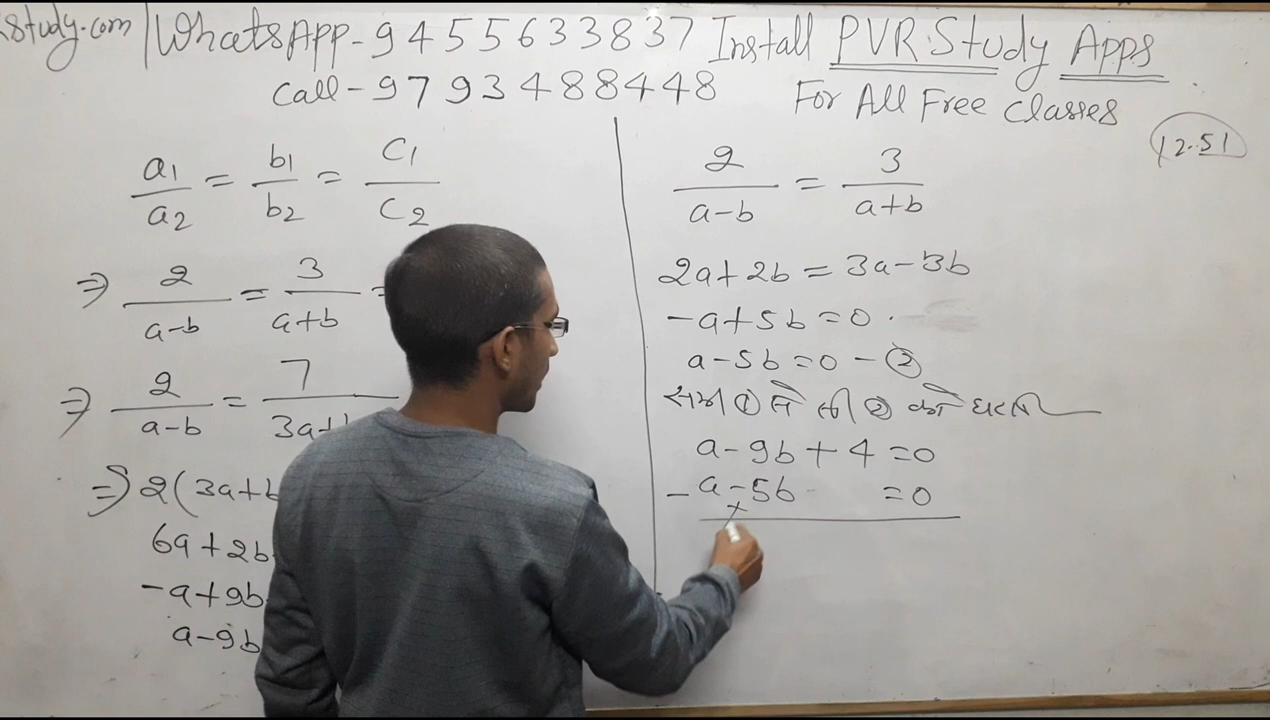 study.com | WhatsApp - 9455633837 Install PVR Study Apps
Call - 9793488448 For All Free Classes
12.51
a1/a2 = b1/b2 = C1/C2
⇒ 2/(a-b) = 3/(a+b) =
⇒ 2/(a-b) = 7/(3a+
⇒ 2(3a+b
6a+2b
-a+9b
a-9b
2/(a-b) = 3/(a+b)
2a+2b = 3a-3b
-a+5b=0.
a-5b=0 - ②
समी ① में से समी ② को घटाने
a-9b+4=0
-a-5b =0
+